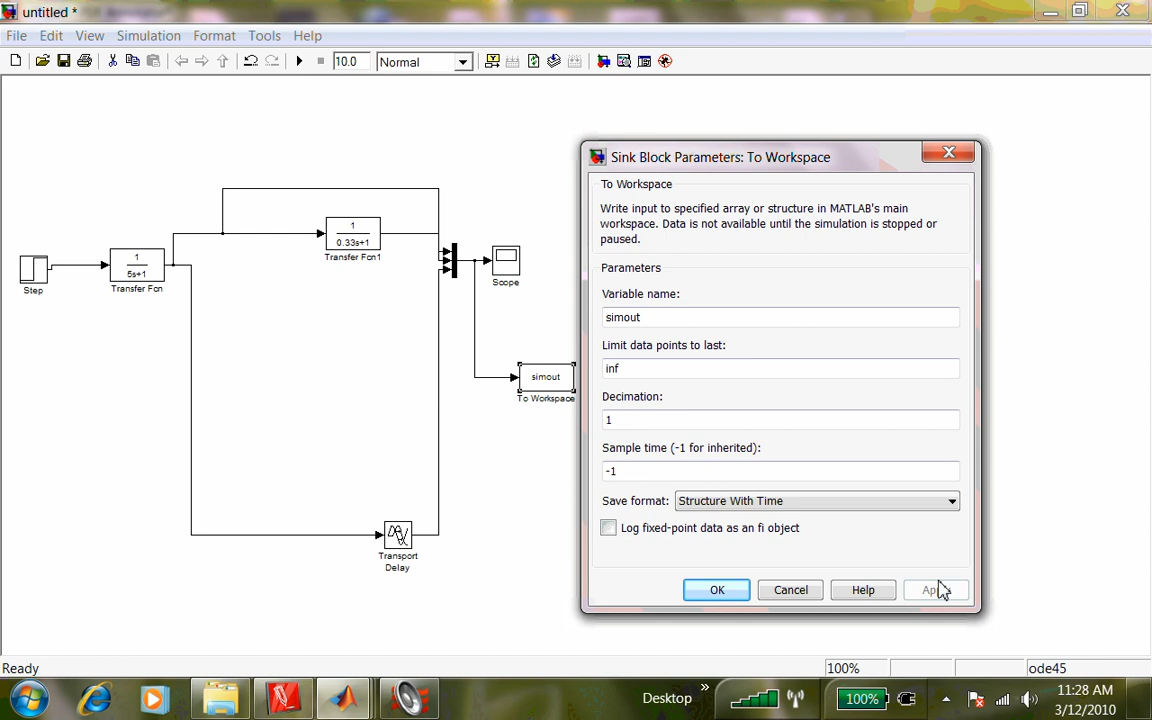 untitled *
File Edit View Simulation Format Tools Help
10.0 Normal
Sink Block Parameters: To Workspace
To Workspace
Write input to specified array or structure in MATLAB's main
workspace. Data is not available until the simulation is stopped or
paused.
Parameters
Variable name:
simout
Limit data points to last:
inf
Decimation:
1
Sample time (-1 for inherited):
-1
Save format: Structure With Time
Log fixed-point data as an fi object
OK Cancel Help
Step
1
5s+1
Transfer Fcn
1
0.33s+1
Transfer Fcn1
Scope
simout
To Workspace
Transport
Delay
Ready 100% ode45
Desktop » 100% 11:28 AM
3/12/2010